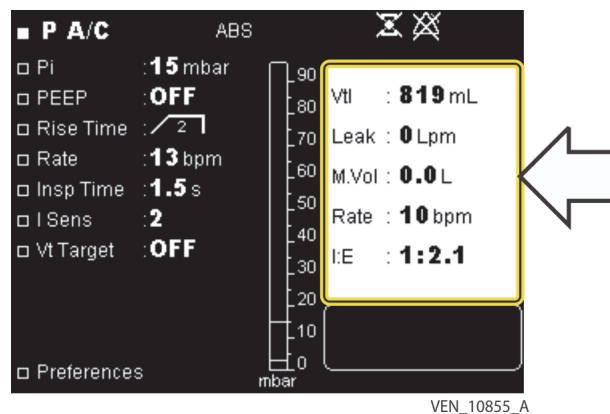 P A/C ABS
Pi :15 mbar
PEEP :OFF
Rise Time : 2
Rate :13 bpm
Insp Time :1.5 s
I Sens :2
Vt Target :OFF
Preferences
90
80
70
60
50
40
30
20
10
0
mbar
VtI : 819 mL
Leak : 0 Lpm
M.Vol : 0.0 L
Rate : 10 bpm
I:E : 1:2.1
VEN_10855_A